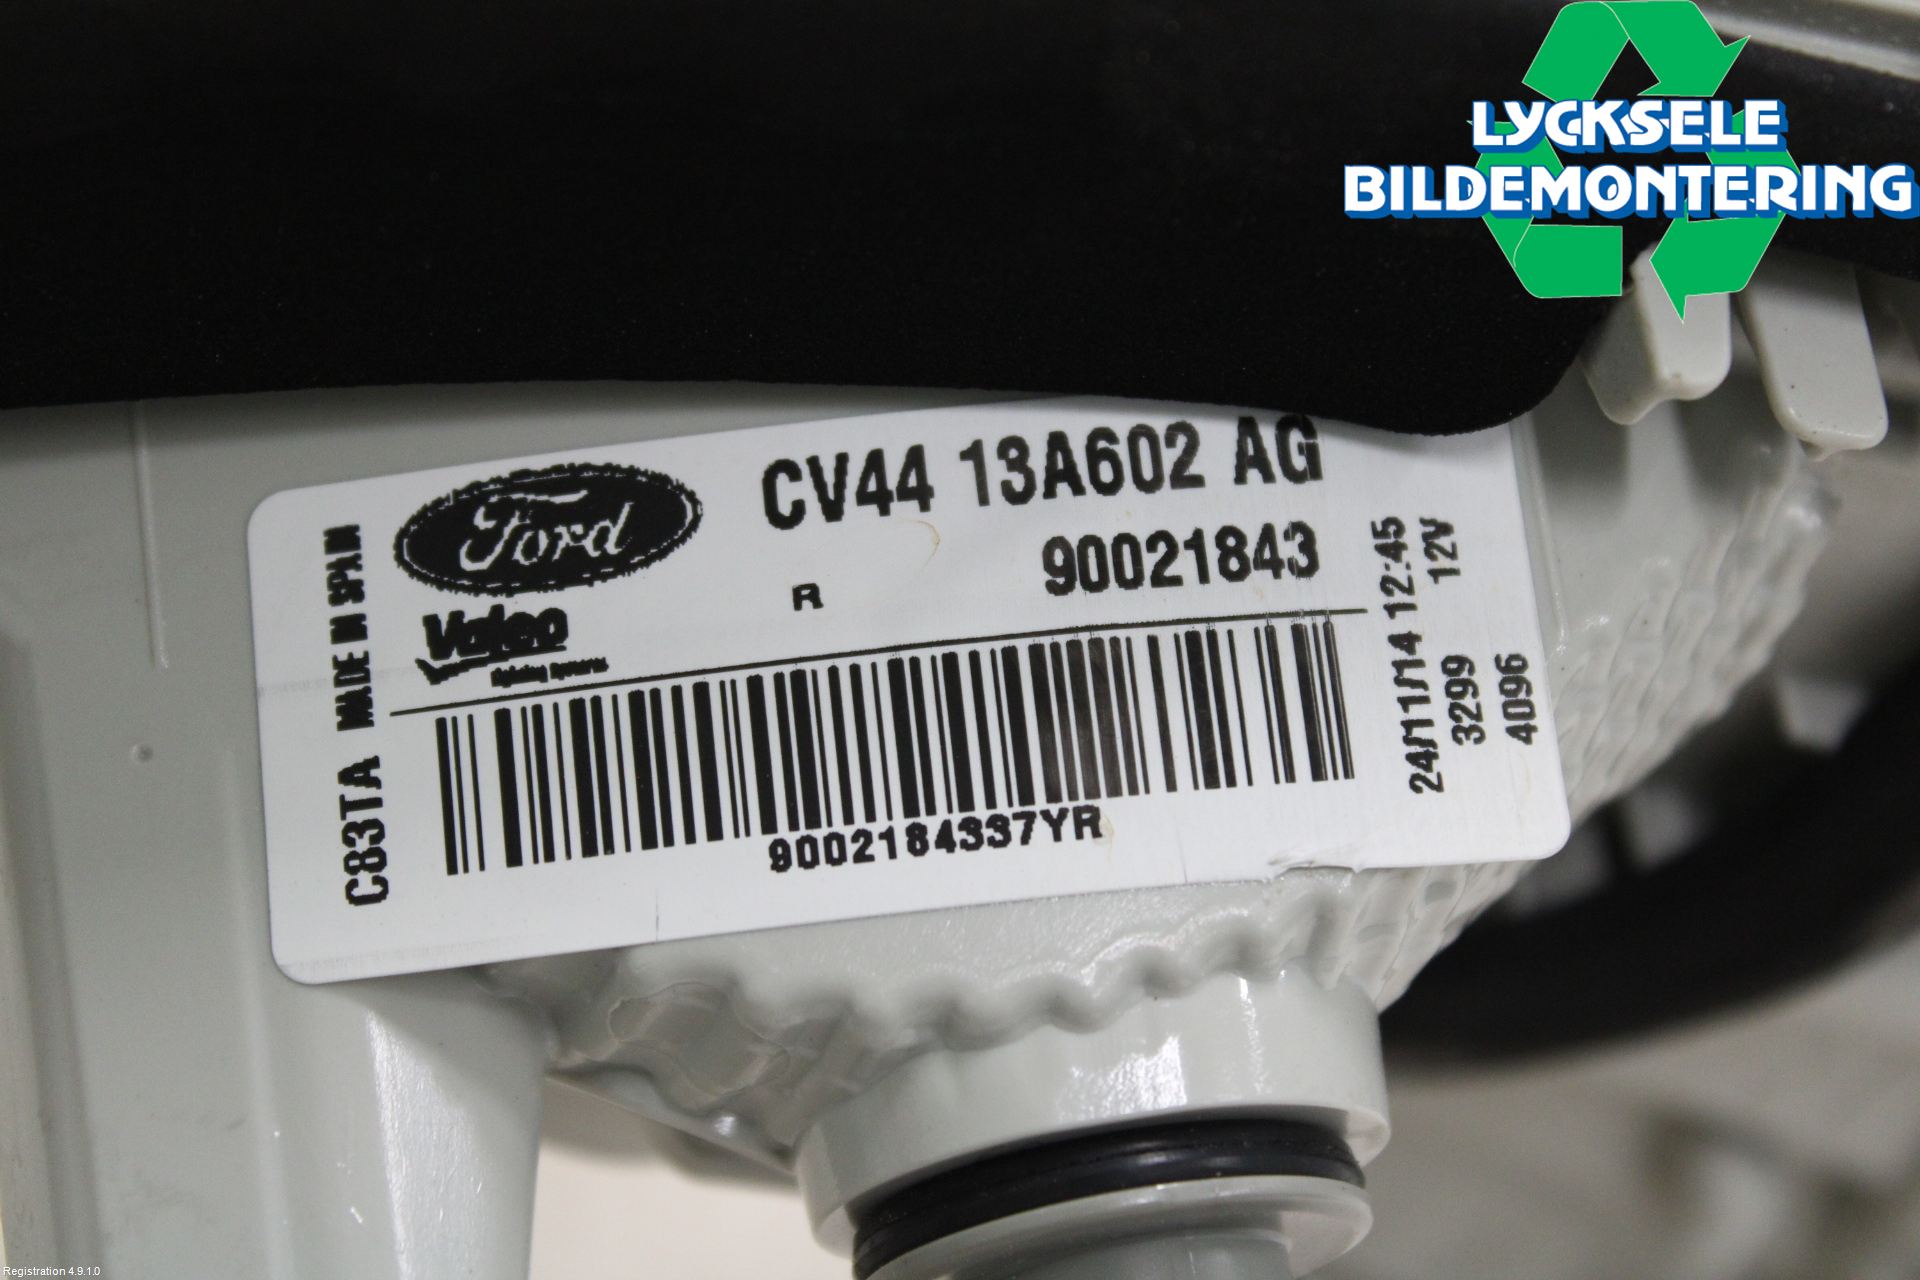 LYCKSELE
BILDEMONTERING
CV44 13A602 AG
Ford
90021843
R
Valeo
MADE IN SPAIN
C83TA
9002184337YR
24/11/14 12:45
3299 12V
4096
Registration 4.9.1.0